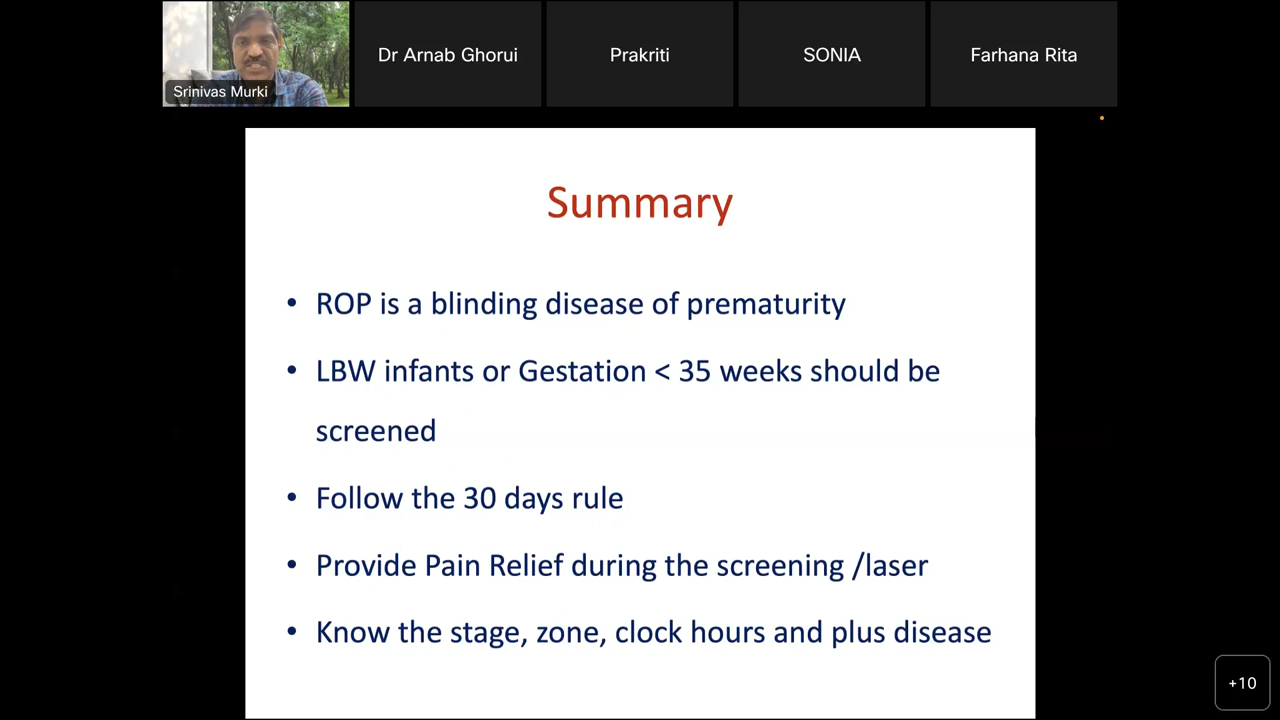 Srinivas Murki
Dr Arnab Ghorui
Prakriti
SONIA
Farhana Rita
Summary
• ROP is a blinding disease of prematurity
• LBW infants or Gestation < 35 weeks should be
screened
• Follow the 30 days rule
• Provide Pain Relief during the screening /laser
• Know the stage, zone, clock hours and plus disease
+10